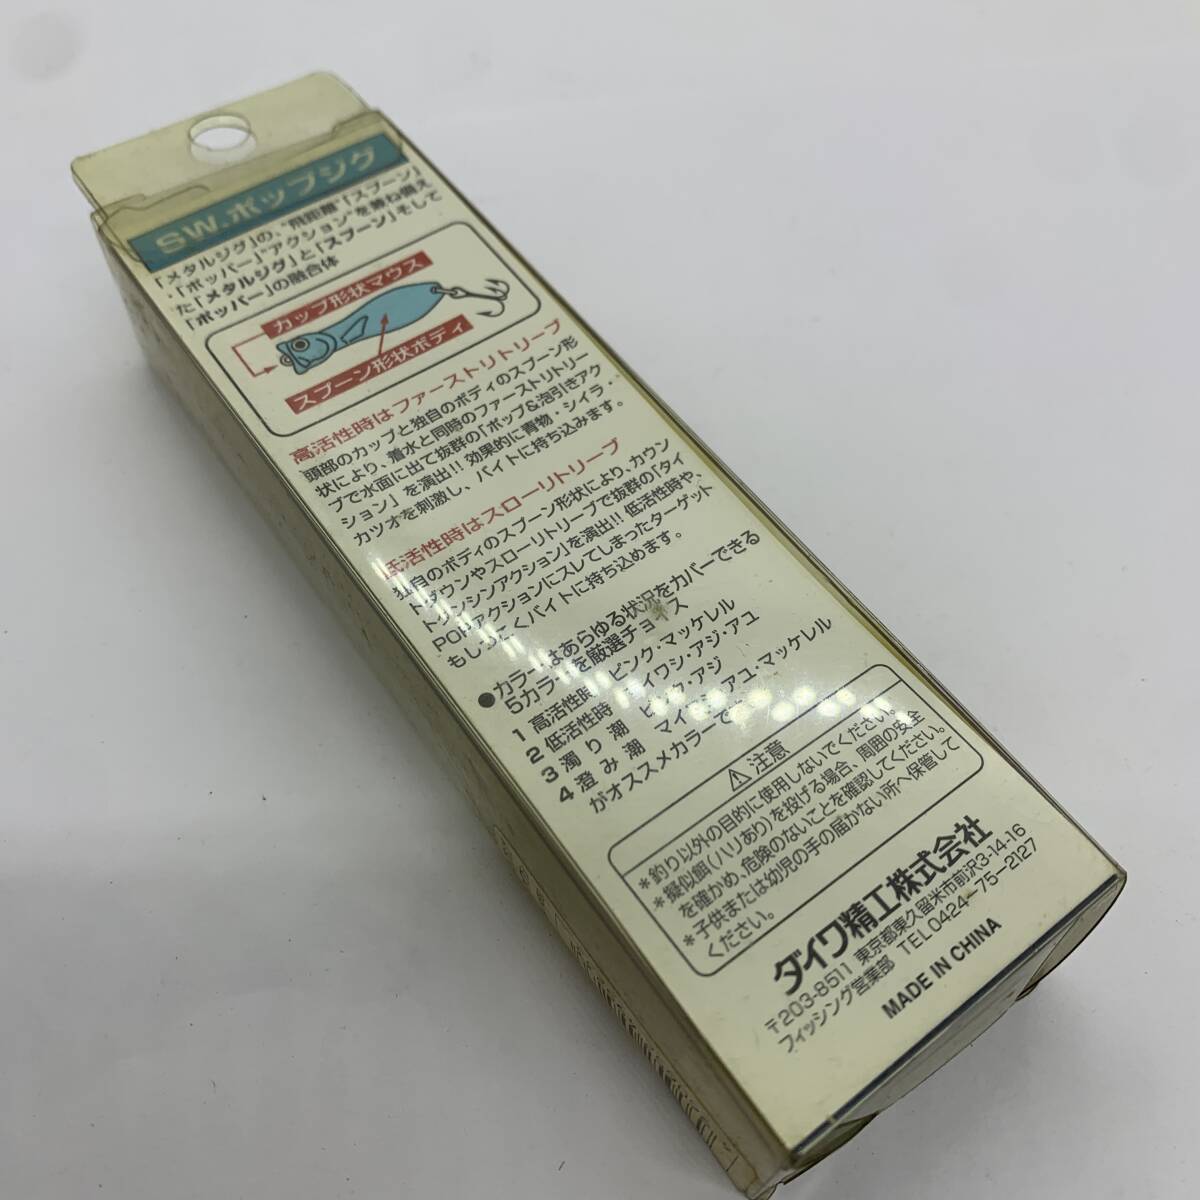 SW.ポップジグ
「メタルジグ」の、"飛距離"「スプーン」
・「ポッパー」"アクション"を兼ね備え
た「メタルジグ」と「スプーン」そして
「ポッパー」の融合体
カップ形状マウス
スプーン形状ボディ
高活性時はファーストリトリーブ
頭部のカップと独自のボディのスプーン形
状により、着水と同時のファーストリトリー
ブで水面に出て抜群の「ポップ&泡引きアク
ション」を演出!! 効果的に青物・シイラ・
カツオを刺激し、バイトに持ち込みます。
低活性時はスローリトリーブ
独自のボディのスプーン形状により、カウン
トダウンやスローリトリーブで抜群の「タイ
トワンシンアクション」を演出!! 低活性時や、
POPアクションにスレてしまったターゲット
もしつこくバイトに持ち込めます。
●カラーはあらゆる状況をカバーできる
5カラーを厳選チョイス
1 高活性時 ピンク・マッケレル
2 低活性時 イワシ・アジ・アユ
3 濁り潮 ピンク・アジ
4 澄み潮 マイワシ・アユ・マッケレル
がオススメカラーで
⚠注意
*釣り以外の目的に使用しないでください。
*擬似餌(ハリあり)を投げる場合、周囲の安全
を確かめ、危険のないことを確認してください。
*子供または幼児の手の届かない所へ保管して
ください。
ダイワ精工株式会社
〒203-8511 東京都東久留米市前沢3-14-16
フィッシング営業部 TEL0424-75-2127
MADE IN CHINA